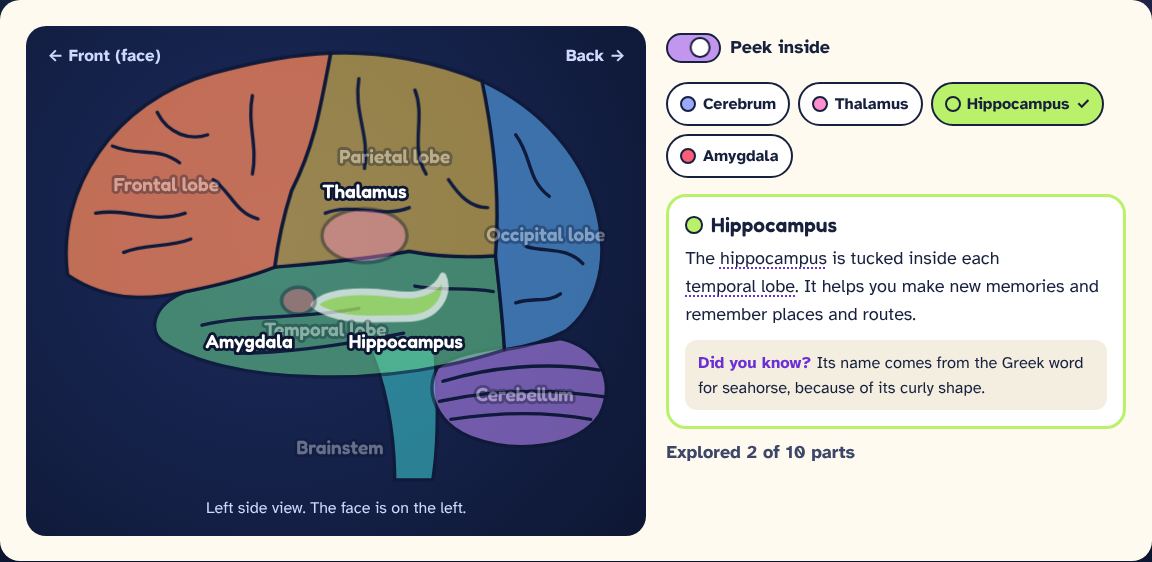 ← Front (face)
Back →
Parietal lobe
Frontal lobe
Thalamus
Occipital lobe
Temporal lobe
Amygdala
Hippocampus
Cerebellum
Brainstem
Left side view. The face is on the left.
Peek inside
Cerebrum
Thalamus
Hippocampus ✓
Amygdala
Hippocampus
The hippocampus is tucked inside each
temporal lobe. It helps you make new memories and
remember places and routes.
Did you know? Its name comes from the Greek word
for seahorse, because of its curly shape.
Explored 2 of 10 parts